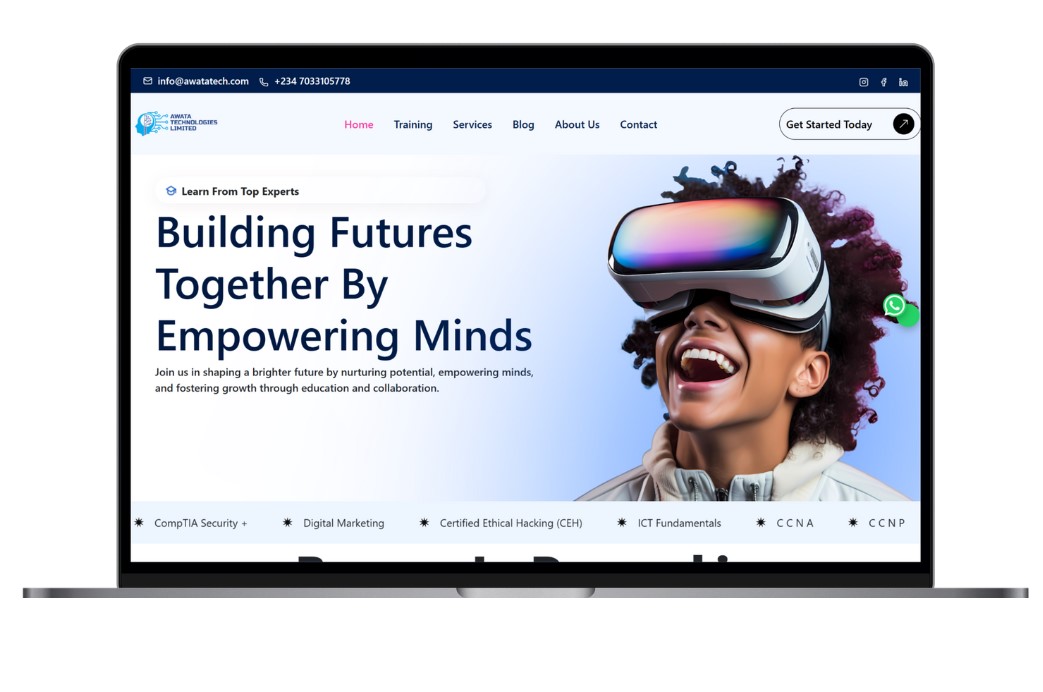 info@awatatech.com +234 7033105778
AWATA
TECHNOLOGIES
LIMITED
Home Training Services Blog About Us Contact
Get Started Today
Learn From Top Experts
Building Futures
Together By
Empowering Minds
Join us in shaping a brighter future by nurturing potential, empowering minds,
and fostering growth through education and collaboration.
CompTIA Security + Digital Marketing Certified Ethical Hacking (CEH) ICT Fundamentals C C N A C C N P